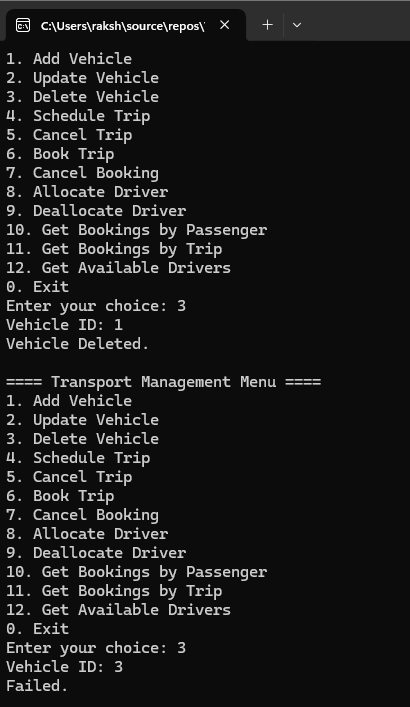 C:\Users\raksh\source\repos\
1. Add Vehicle
2. Update Vehicle
3. Delete Vehicle
4. Schedule Trip
5. Cancel Trip
6. Book Trip
7. Cancel Booking
8. Allocate Driver
9. Deallocate Driver
10. Get Bookings by Passenger
11. Get Bookings by Trip
12. Get Available Drivers
0. Exit
Enter your choice: 3
Vehicle ID: 1
Vehicle Deleted.
==== Transport Management Menu ====
1. Add Vehicle
2. Update Vehicle
3. Delete Vehicle
4. Schedule Trip
5. Cancel Trip
6. Book Trip
7. Cancel Booking
8. Allocate Driver
9. Deallocate Driver
10. Get Bookings by Passenger
11. Get Bookings by Trip
12. Get Available Drivers
0. Exit
Enter your choice: 3
Vehicle ID: 3
Failed.